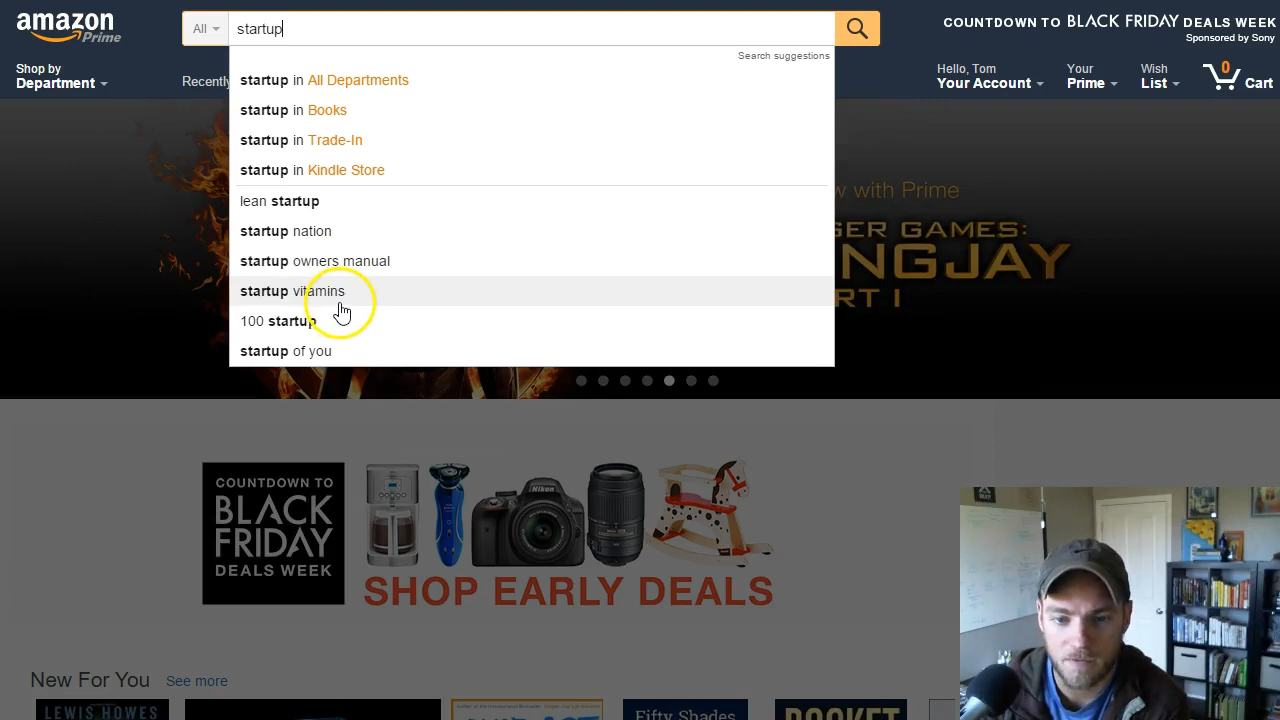 amazon
Prime
All
startup
COUNTDOWN TO BLACK FRIDAY DEALS WEEK
Sponsored by Sony
Search suggestions
Shop by
Department
Recently
Hello, Tom
Your Account
Your
Prime
Wish
List
0
Cart
startup in All Departments
startup in Books
startup in Trade-In
startup in Kindle Store
lean startup
startup nation
startup owners manual
startup vitamins
100 startup
startup of you
with Prime
GAMES:
PART I
COUNTDOWN TO
BLACK
FRIDAY
DEALS WEEK
Nikon
SHOP EARLY DEALS
New For You
See more
LEWIS HOWES
Fifty Shades